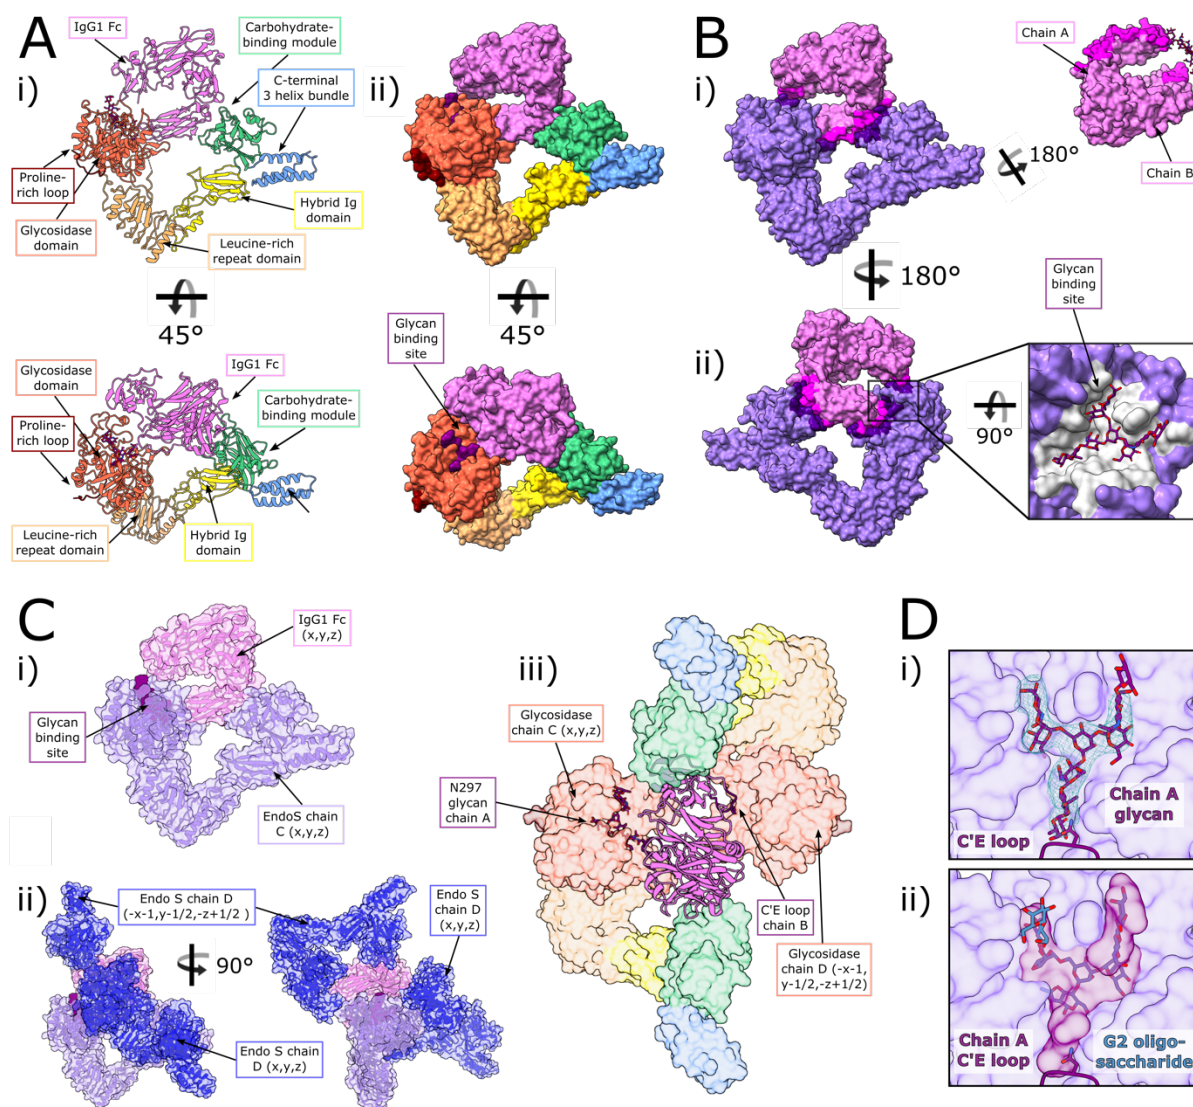 A
i)
IgG1 Fc
Carbohydrate-
binding module
C-terminal
3 helix bundle
Proline-
rich loop
Glycosidase
domain
Hybrid Ig
domain
Leucine-rich
repeat domain
45°
ii)
45°
Glycosidase
domain
IgG1 Fc
Proline-
rich loop
Carbohydrate-
binding module
Leucine-rich
repeat domain
Hybrid Ig
domain
Glycan
binding
site
B
i)
Chain A
Chain B
180°
180°
ii)
Glycan
binding
site
90°
C
i)
IgG1 Fc
(x,y,z)
Glycan
binding
site
EndoS chain
C (x,y,z)
ii)
Endo S chain D
(-x-1,y-1/2,-z+1/2 )
90°
Endo S
chain D
(x,y,z)
Endo S chain
D (x,y,z)
iii)
Glycosidase
chain C (x,y,z)
N297
glycan
chain A
C'E loop
chain B
Glycosidase
chain D (-x-1,
y-1/2,-z+1/2)
D
i)
Chain A
glycan
C'E loop
ii)
Chain A
C'E loop
G2 oligo-
saccharide